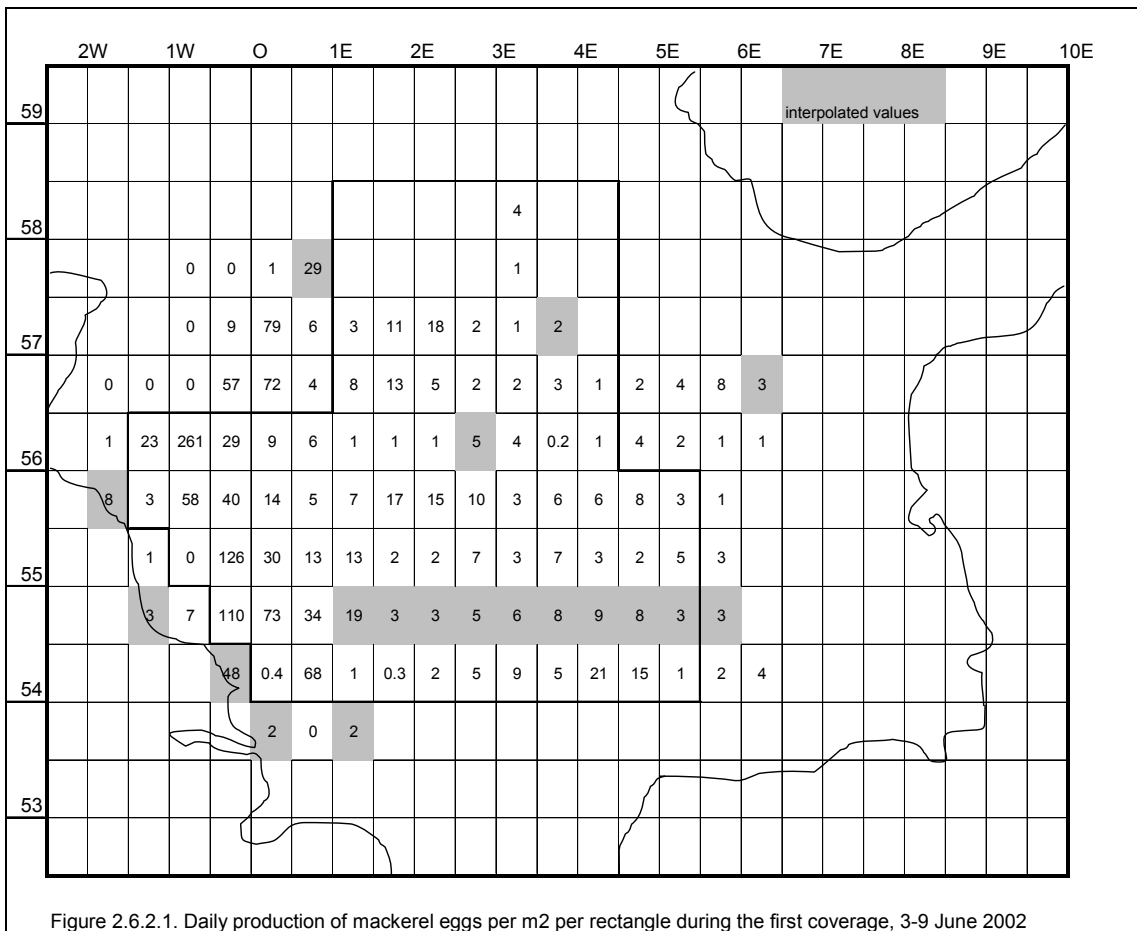 2W 1W O 1E 2E 3E 4E 5E 6E 7E 8E 9E 10E
59 interpolated values
4
58
0 0 1 29 1
0 9 79 6 3 11 18 2 1 2
57
0 0 0 57 72 4 8 13 5 2 2 3 1 2 4 8 3
1 23 261 29 9 6 1 1 1 5 4 0.2 1 4 2 1 1
56
8 3 58 40 14 5 7 17 15 10 3 6 6 8 3 1
1 0 126 30 13 13 2 2 7 3 7 3 2 5 3
55
3 7 110 73 34 19 3 3 5 6 8 9 8 3 3
48 0.4 68 1 0.3 2 5 9 5 21 15 1 2 4
54
2 0 2
53
Figure 2.6.2.1. Daily production of mackerel eggs per m2 per rectangle during the first coverage, 3-9 June 2002